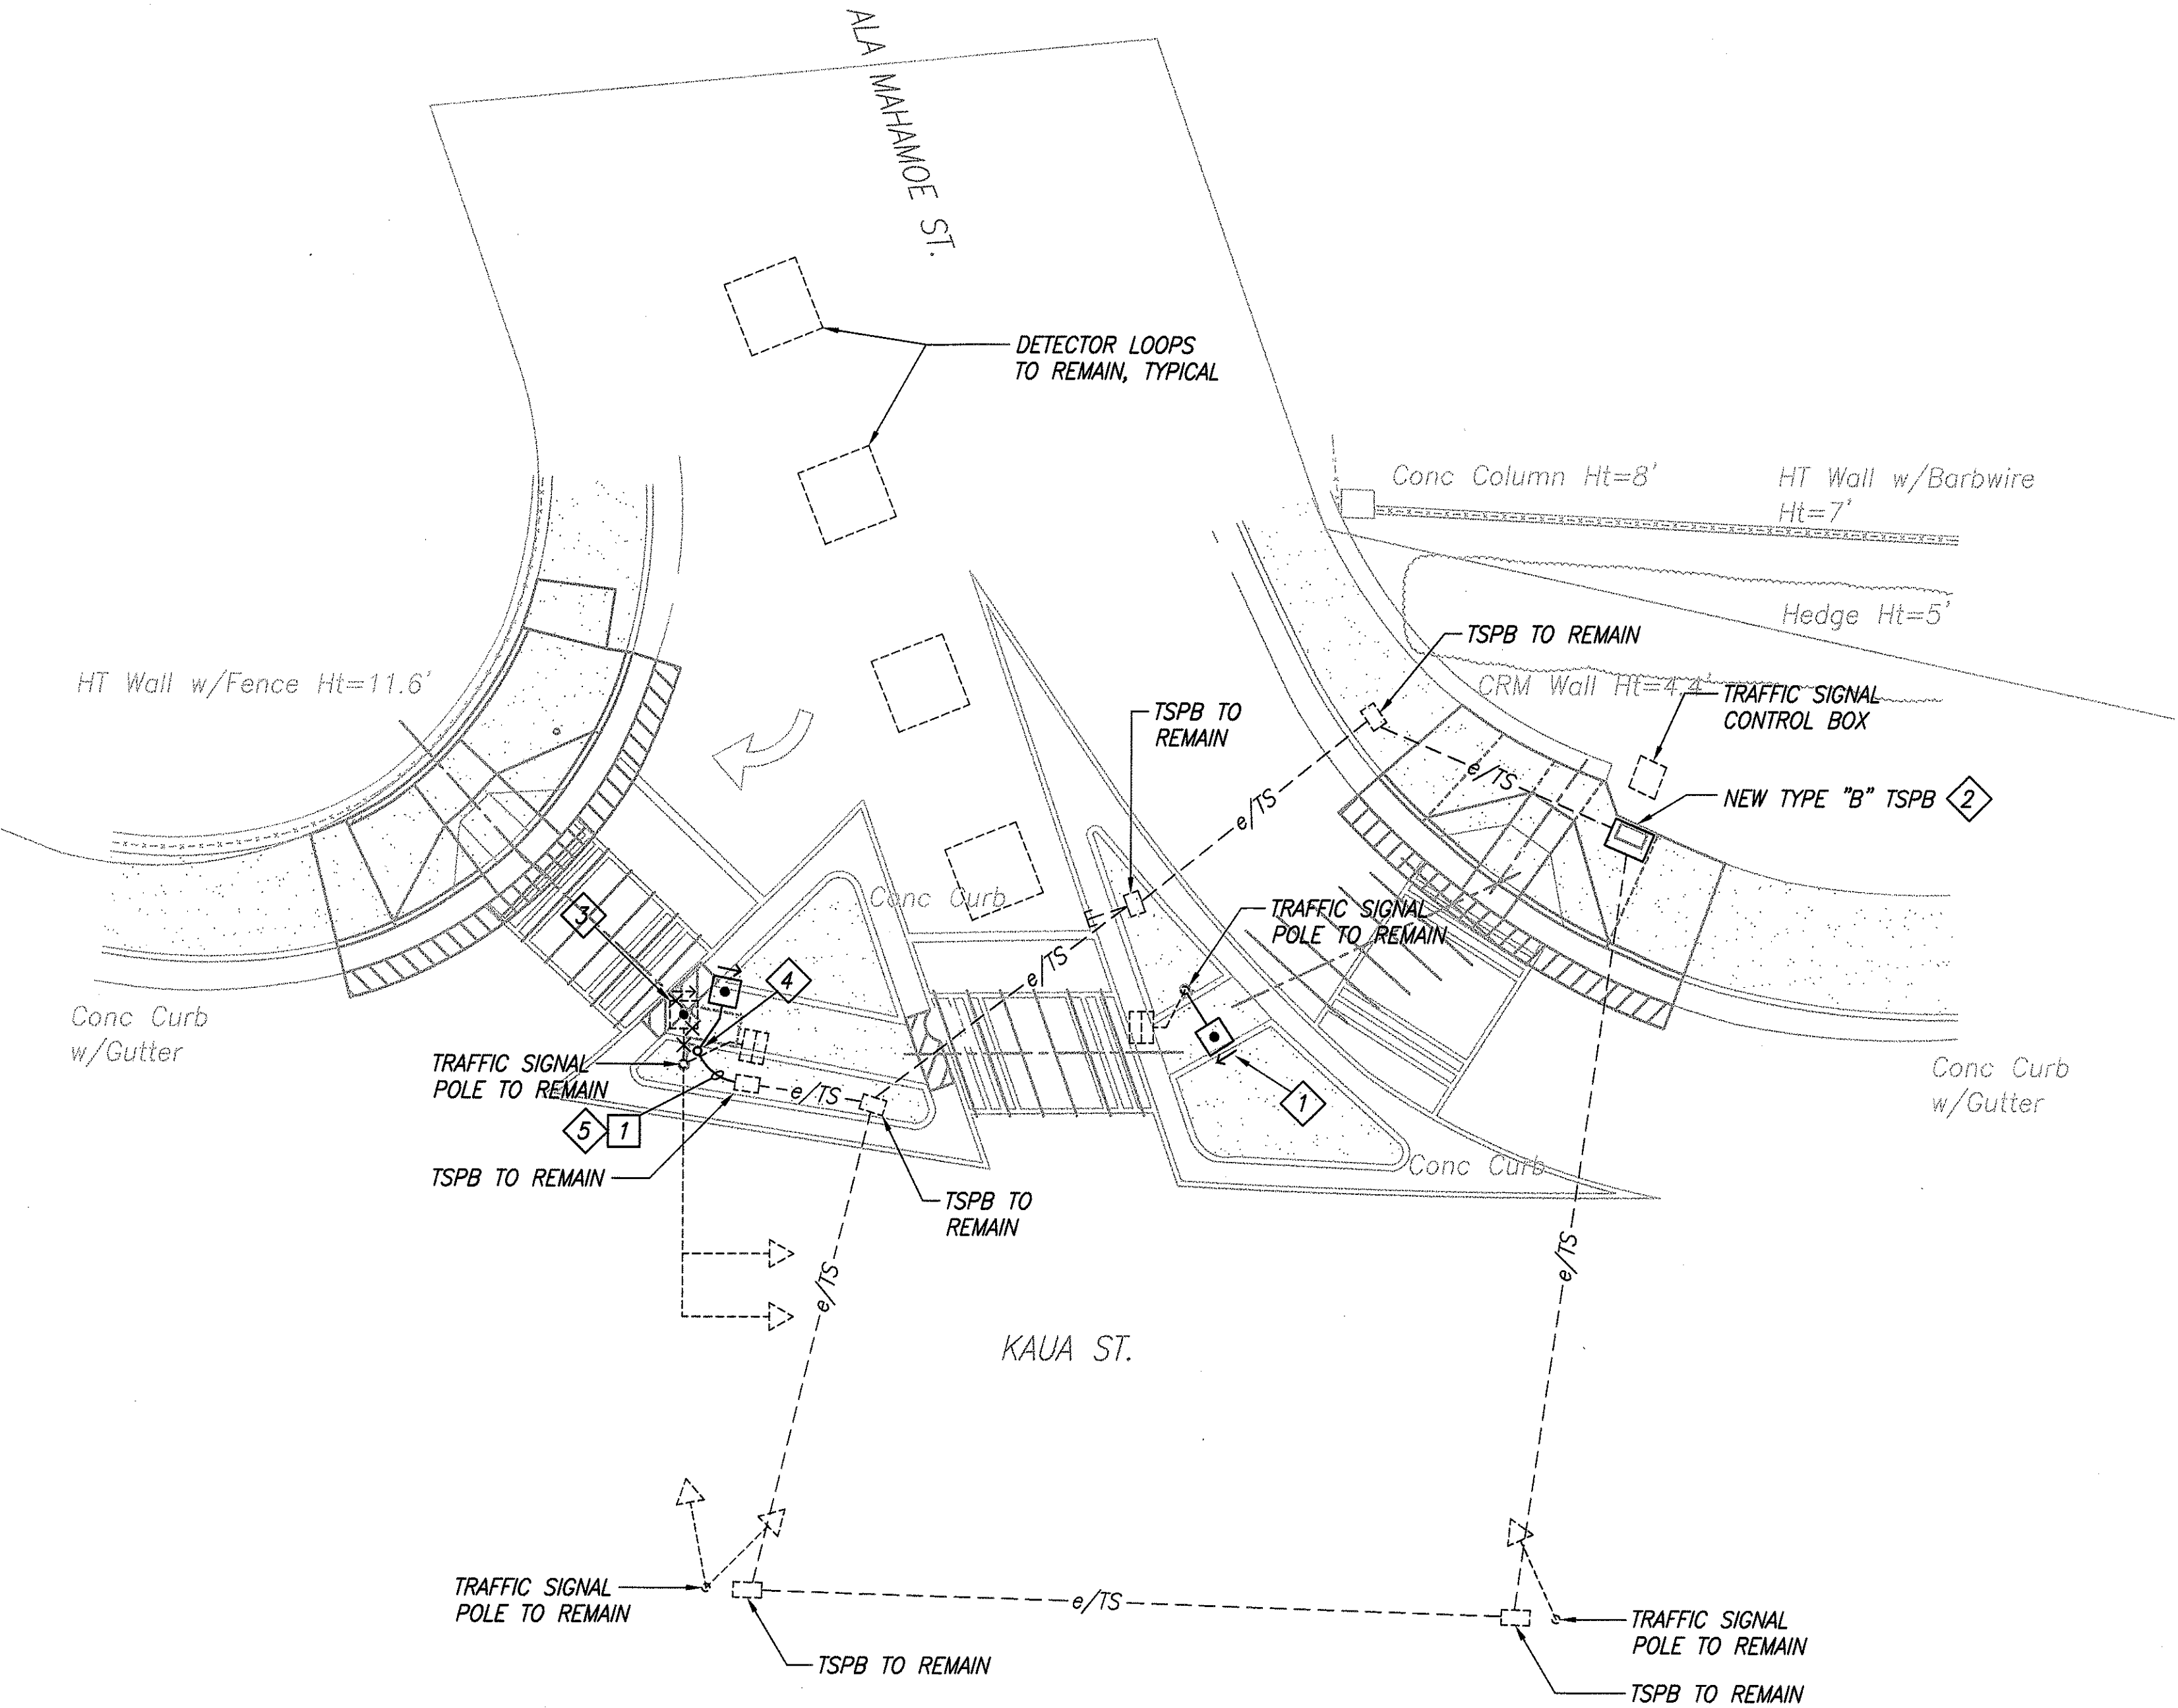 ALA MAHAMOE ST.
DETECTOR LOOPS
TO REMAIN, TYPICAL
Conc Column Ht=8'
HT Wall w/Barbwire
Ht=7'
Hedge Ht=5'
TSPB TO REMAIN
HT Wall w/Fence Ht=11.6'
CRM Wall Ht=4.4'
TRAFFIC SIGNAL
CONTROL BOX
TSPB TO
REMAIN
e/TS
NEW TYPE "B" TSPB
2
e/TS
Conc Curb
3
TRAFFIC SIGNAL
POLE TO REMAIN
4
e/TS
Conc Curb
w/Gutter
TRAFFIC SIGNAL
POLE TO REMAIN
e/TS
1
Conc Curb
w/Gutter
5
1
TSPB TO REMAIN
Conc Curb
TSPB TO
REMAIN
e/TS
e/TS
KAUA ST.
TRAFFIC SIGNAL
POLE TO REMAIN
e/TS
TRAFFIC SIGNAL
POLE TO REMAIN
TSPB TO REMAIN
TSPB TO REMAIN